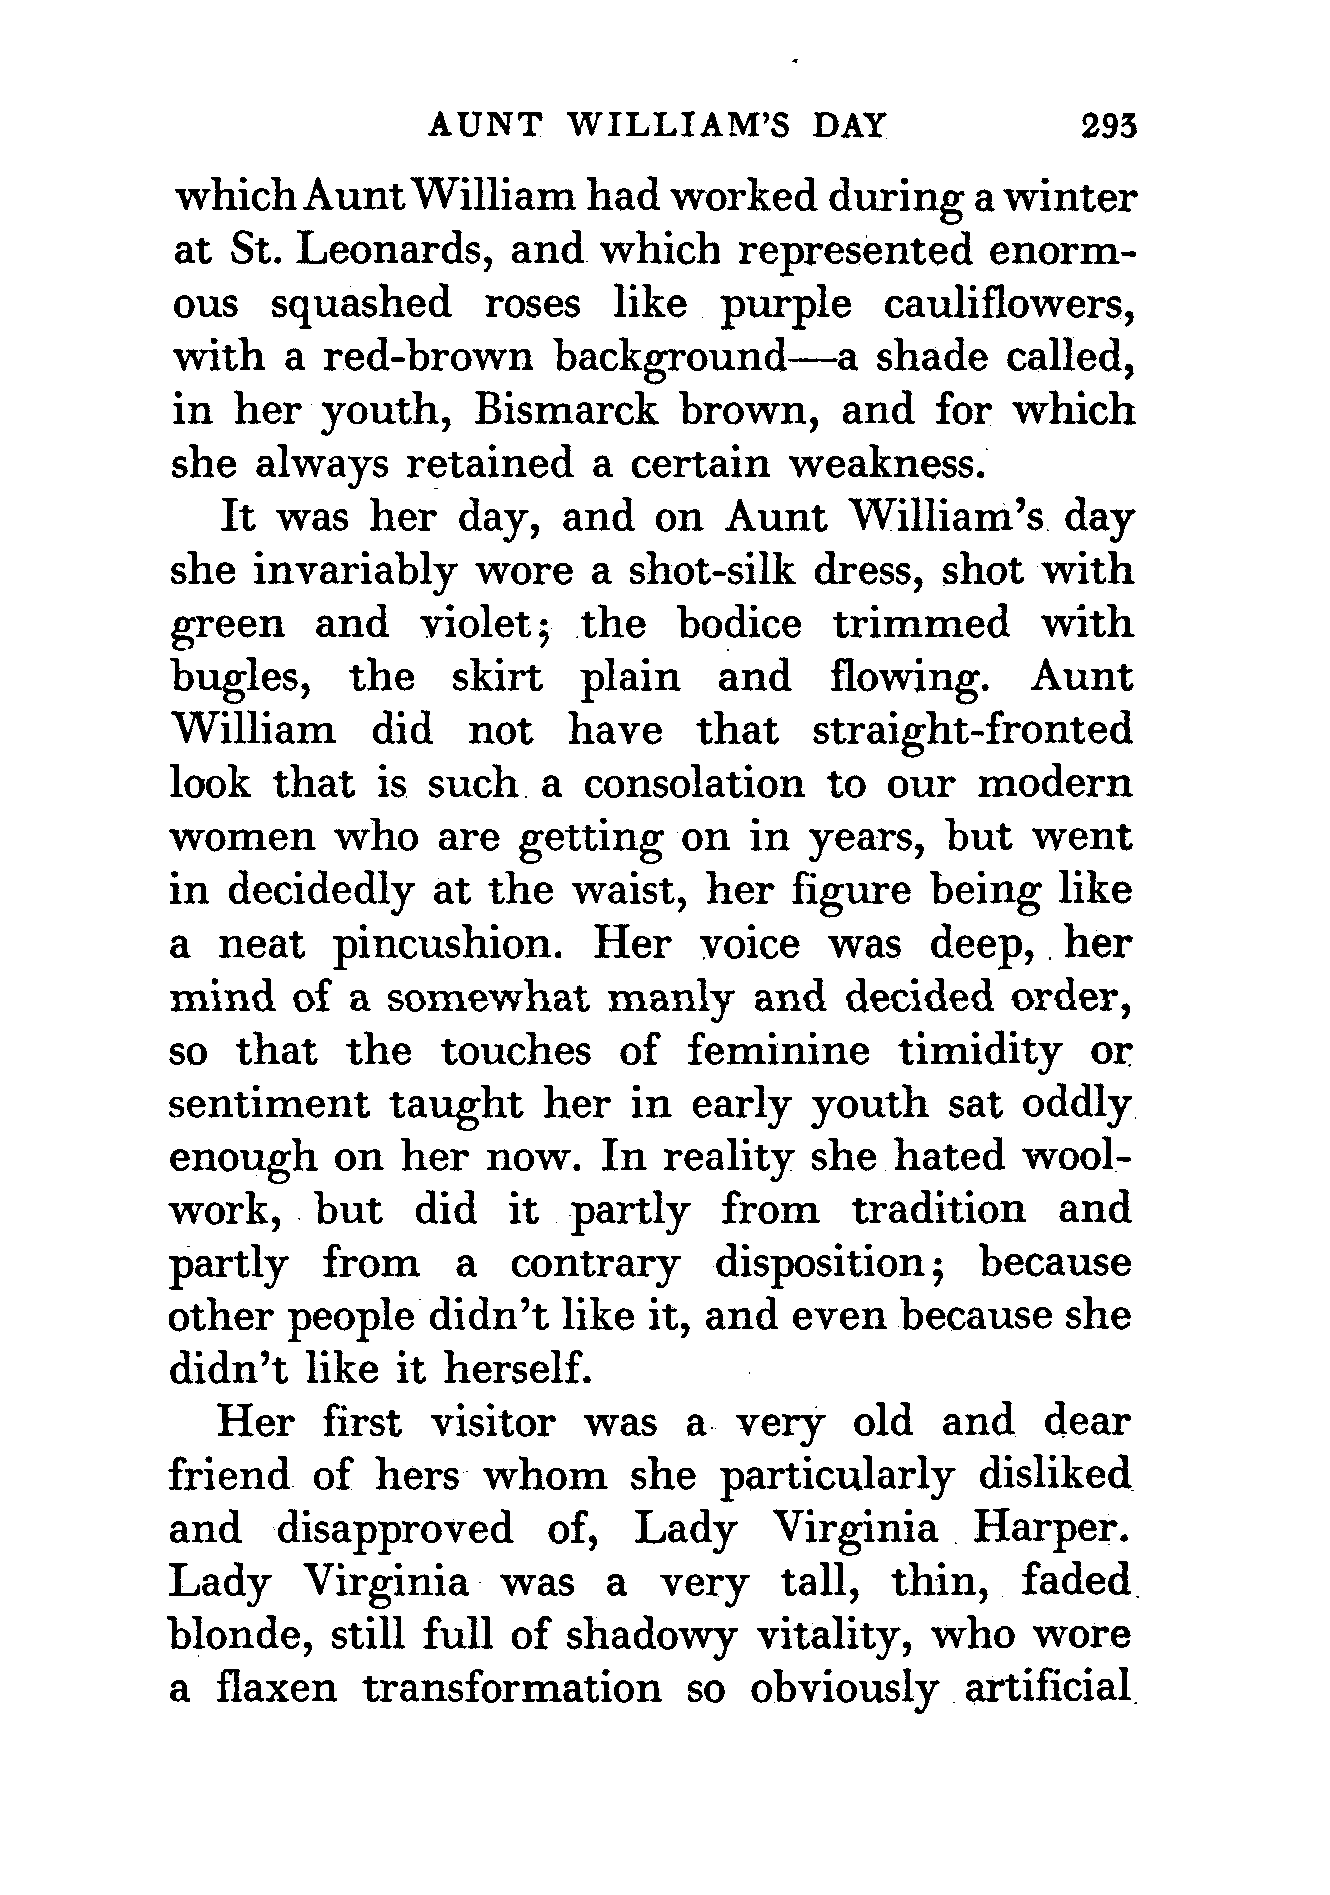 AUNT WILLIAM'S DAY 293
which Aunt William had worked during a winter
at St. Leonards, and which represented enorm-
ous squashed roses like purple cauliflowers,
with a red-brown background—a shade called,
in her youth, Bismarck brown, and for which
she always retained a certain weakness.
It was her day, and on Aunt William's day
she invariably wore a shot-silk dress, shot with
green and violet; the bodice trimmed with
bugles, the skirt plain and flowing. Aunt
William did not have that straight-fronted
look that is such a consolation to our modern
women who are getting on in years, but went
in decidedly at the waist, her figure being like
a neat pincushion. Her voice was deep, her
mind of a somewhat manly and decided order,
so that the touches of feminine timidity or
sentiment taught her in early youth sat oddly
enough on her now. In reality she hated wool-
work, but did it partly from tradition and
partly from a contrary disposition; because
other people didn't like it, and even because she
didn't like it herself.
Her first visitor was a very old and dear
friend of hers whom she particularly disliked
and disapproved of, Lady Virginia Harper.
Lady Virginia was a very tall, thin, faded
blonde, still full of shadowy vitality, who wore
a flaxen transformation so obviously artificial